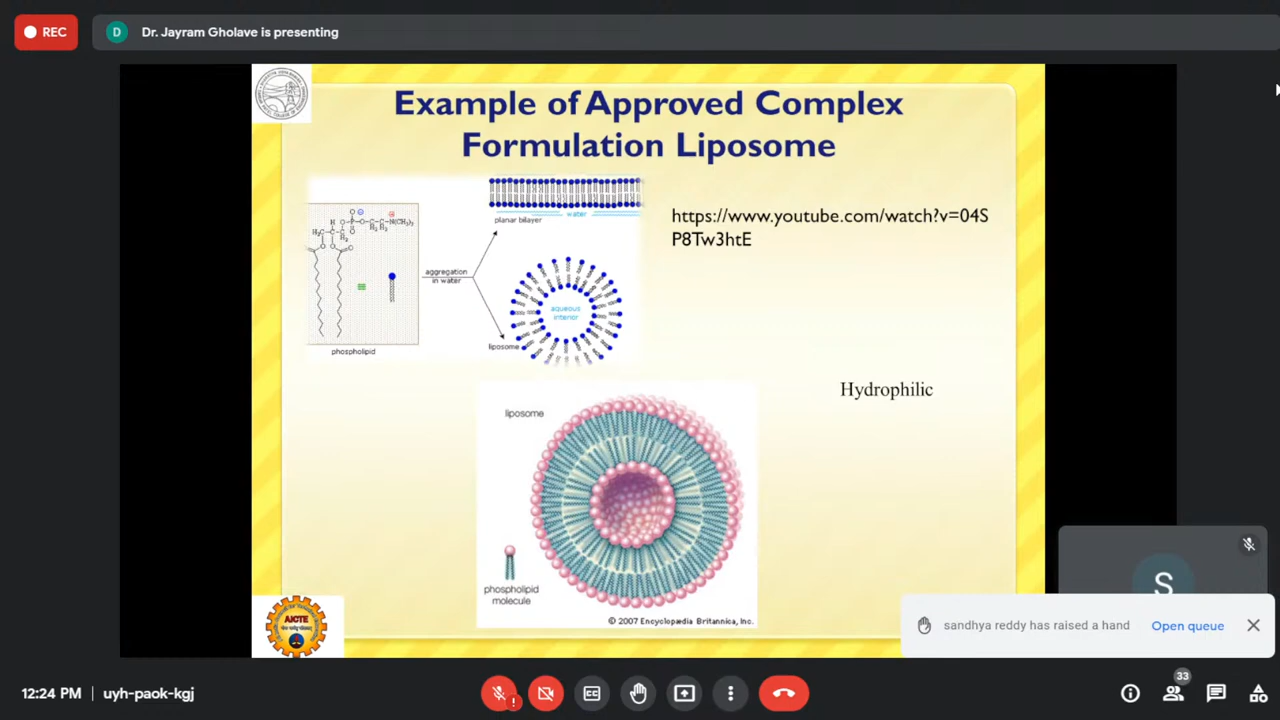 REC
D
Dr. Jayram Gholave is presenting
Example of Approved Complex
Formulation Liposome
https://www.youtube.com/watch?v=04S
P8Tw3htE
water
planar bilayer
aggregation
in water
aqueous
interior
liposome
phospholipid
Hydrophilic
liposome
phospholipid
molecule
© 2007 Encyclopædia Britannica, Inc.
AICTE
S
sandhya reddy has raised a hand
Open queue
12:24 PM
uyh-paok-kgj
33